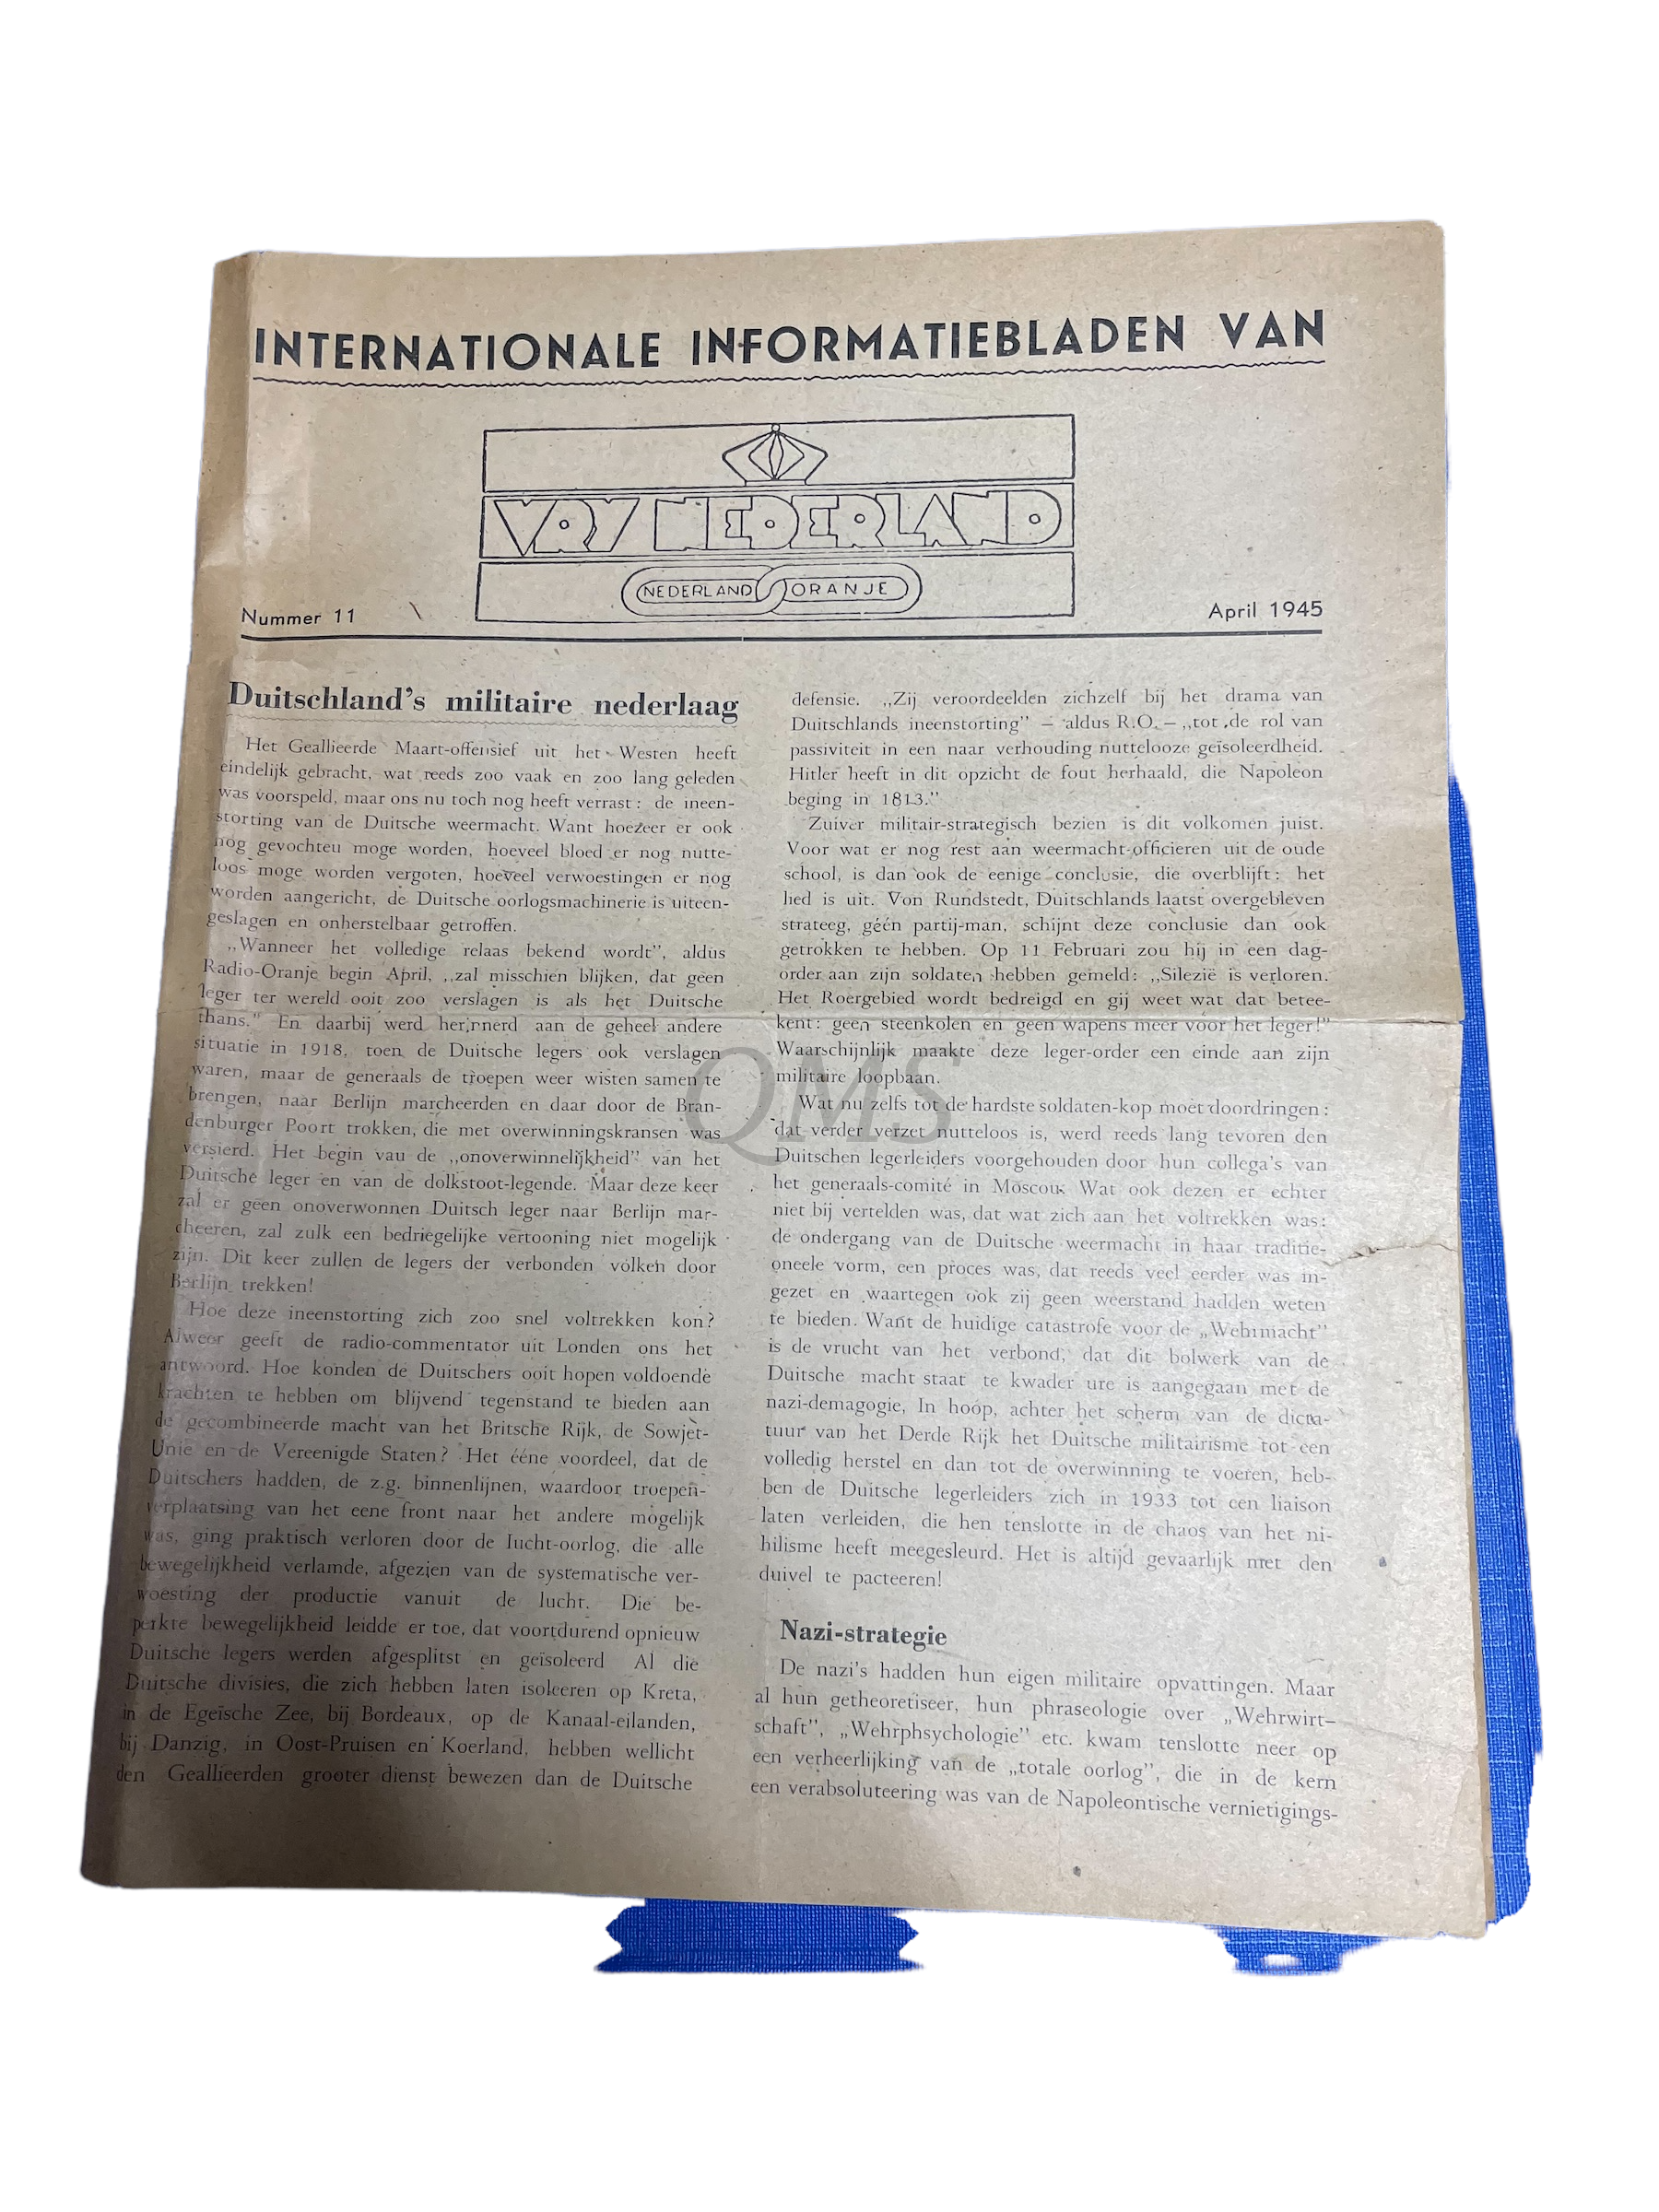 INTERNATIONALE INFORMATIEBLADEN VAN
VRY NEDERLAND
NEDERLAND ORANJE
Nummer 11
April 1945
Duitschland's militaire nederlaag
Het Geallieerde Maart-offensief uit het Westen heeft
eindelijk gebracht, wat reeds zoo vaak en zoo lang geleden
was voorspeld, maar ons nu toch nog heeft verrast: de ineen-
storting van de Duitsche weermacht. Want hoezeer er ook
nog gevochteu moge worden, hoeveel bloed er nog nutte-
loos moge worden vergoten, hoeveel verwoestingen er nog
worden aangericht, de Duitsche oorlogsmachinerie is uiteen-
geslagen en onherstelbaar getroffen.
„Wanneer het volledige relaas bekend wordt", aldus
Radio-Oranje begin April, „zal misschien blijken, dat geen
leger ter wereld ooit zoo verslagen is als het Duitsche
thans." En daarbij werd herinnerd aan de geheel andere
situatie in 1918, toen de Duitsche legers ook verslagen
waren, maar de generaals de troepen weer wisten samen te
brengen, naar Berlijn marcheerden en daar door de Bran-
denburger Poort trokken, die met overwinningskransen was
versierd. Het begin vau de „onoverwinnelijkheid" van het
Duitsche leger en van de dolkstoot-legende. Maar deze keer
zal er geen onoverwonnen Duitsch leger naar Berlijn mar-
cheeren, zal zulk een bedriegelijke vertooning niet mogelijk
zijn. Dit keer zullen de legers der verbonden volken door
Berlijn trekken!
Hoe deze ineenstorting zich zoo snel voltrekken kon?
Alweer geeft de radio-commentator uit Londen ons het
antwoord. Hoe konden de Duitschers ooit hopen voldoende
krachten te hebben om blijvend tegenstand te bieden aan
de gecombineerde macht van het Britsche Rijk, de Sowjet-
Unie en de Vereenigde Staten? Het ééne voordeel, dat de
Duitschers hadden, de z.g. binnenlijnen, waardoor troepen-
verplaatsing van het eene front naar het andere mogelijk
was, ging praktisch verloren door de lucht-oorlog, die alle
bewegelijkheid verlamde, afgezien van de systematische ver-
woesting der productie vanuit de lucht. Die be-
perkte bewegelijkheid leidde er toe, dat voortdurend opnieuw
Duitsche legers werden afgesplitst en geïsoleerd Al die
Duitsche divisies, die zich hebben laten isoleeren op Kreta,
in de Egeïsche Zee, bij Bordeaux, op de Kanaal-eilanden,
bij Danzig, in Oost-Pruisen en Koerland, hebben wellicht
den Geallieerden grooter dienst bewezen dan de Duitsche
defensie. „Zij veroordeelden zichzelf bij het drama van
Duitschlands ineenstorting" — aldus R.O. — „tot de rol van
passiviteit in een naar verhouding nuttelooze geïsoleerdheid.
Hitler heeft in dit opzicht de fout herhaald, die Napoleon
beging in 1813."
Zuiver militair-strategisch bezien is dit volkomen juist.
Voor wat er nog rest aan weermacht-officieren uit de oude
school, is dan ook de eenige conclusie, die overblijft: het
lied is uit. Von Rundstedt, Duitschlands laatst overgebleven
strateeg, géén partij-man, schijnt deze conclusie dan ook
getrokken te hebben. Op 11 Februari zou hij in een dag-
order aan zijn soldaten hebben gemeld: „Silezië is verloren.
Het Roergebied wordt bedreigd en gij weet wat dat betee-
kent: geen steenkolen en geen wapens meer voor het leger!"
Waarschijnlijk maakte deze leger-order een einde aan zijn
militaire loopbaan.
Wat nu zelfs tot de hardste soldaten-kop moet doordringen:
dat verder verzet nutteloos is, werd reeds lang tevoren den
Duitschen legerleiders voorgehouden door hun collega's van
het generaals-comité in Moscou. Wat ook dezen er echter
niet bij vertelden was, dat wat zich aan het voltrekken was:
de ondergang van de Duitsche weermacht in haar traditie-
oneele vorm, een proces was, dat reeds veel eerder was in-
gezet en waartegen ook zij geen weerstand hadden weten
te bieden. Want de huidige catastrofe voor de „Wehrmacht"
is de vrucht van het verbond, dat dit bolwerk van de
Duitsche macht staat te kwader ure is aangegaan met de
nazi-demagogie, In hoop, achter het scherm van de dicta-
tuur van het Derde Rijk het Duitsche militairisme tot een
volledig herstel en dan tot de overwinning te voeren, heb-
ben de Duitsche legerleiders zich in 1933 tot een liaison
laten verleiden, die hen tenslotte in de chaos van het ni-
hilisme heeft meegesleurd. Het is altijd gevaarlijk met den
duivel te pacteeren!
Nazi-strategie
De nazi's hadden hun eigen militaire opvattingen. Maar
al hun getheoretiseer, hun phraseologie over „Wehrwirt-
schaft", „Wehrphsychologie" etc. kwam tenslotte neer op
een verheerlijking van de „totale oorlog", die in de kern
een verabsoluteering was van de Napoleontische vernietigings-
QMS